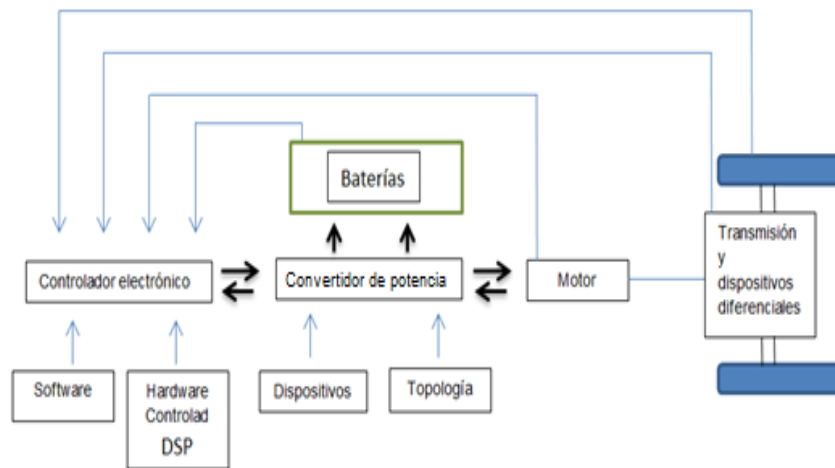 Baterías
Controlador electrónico
Convertidor de potencia
Motor
Transmisión
y
dispositivos
diferenciales
Software
Hardware
Controlad
DSP
Dispositivos
Topología